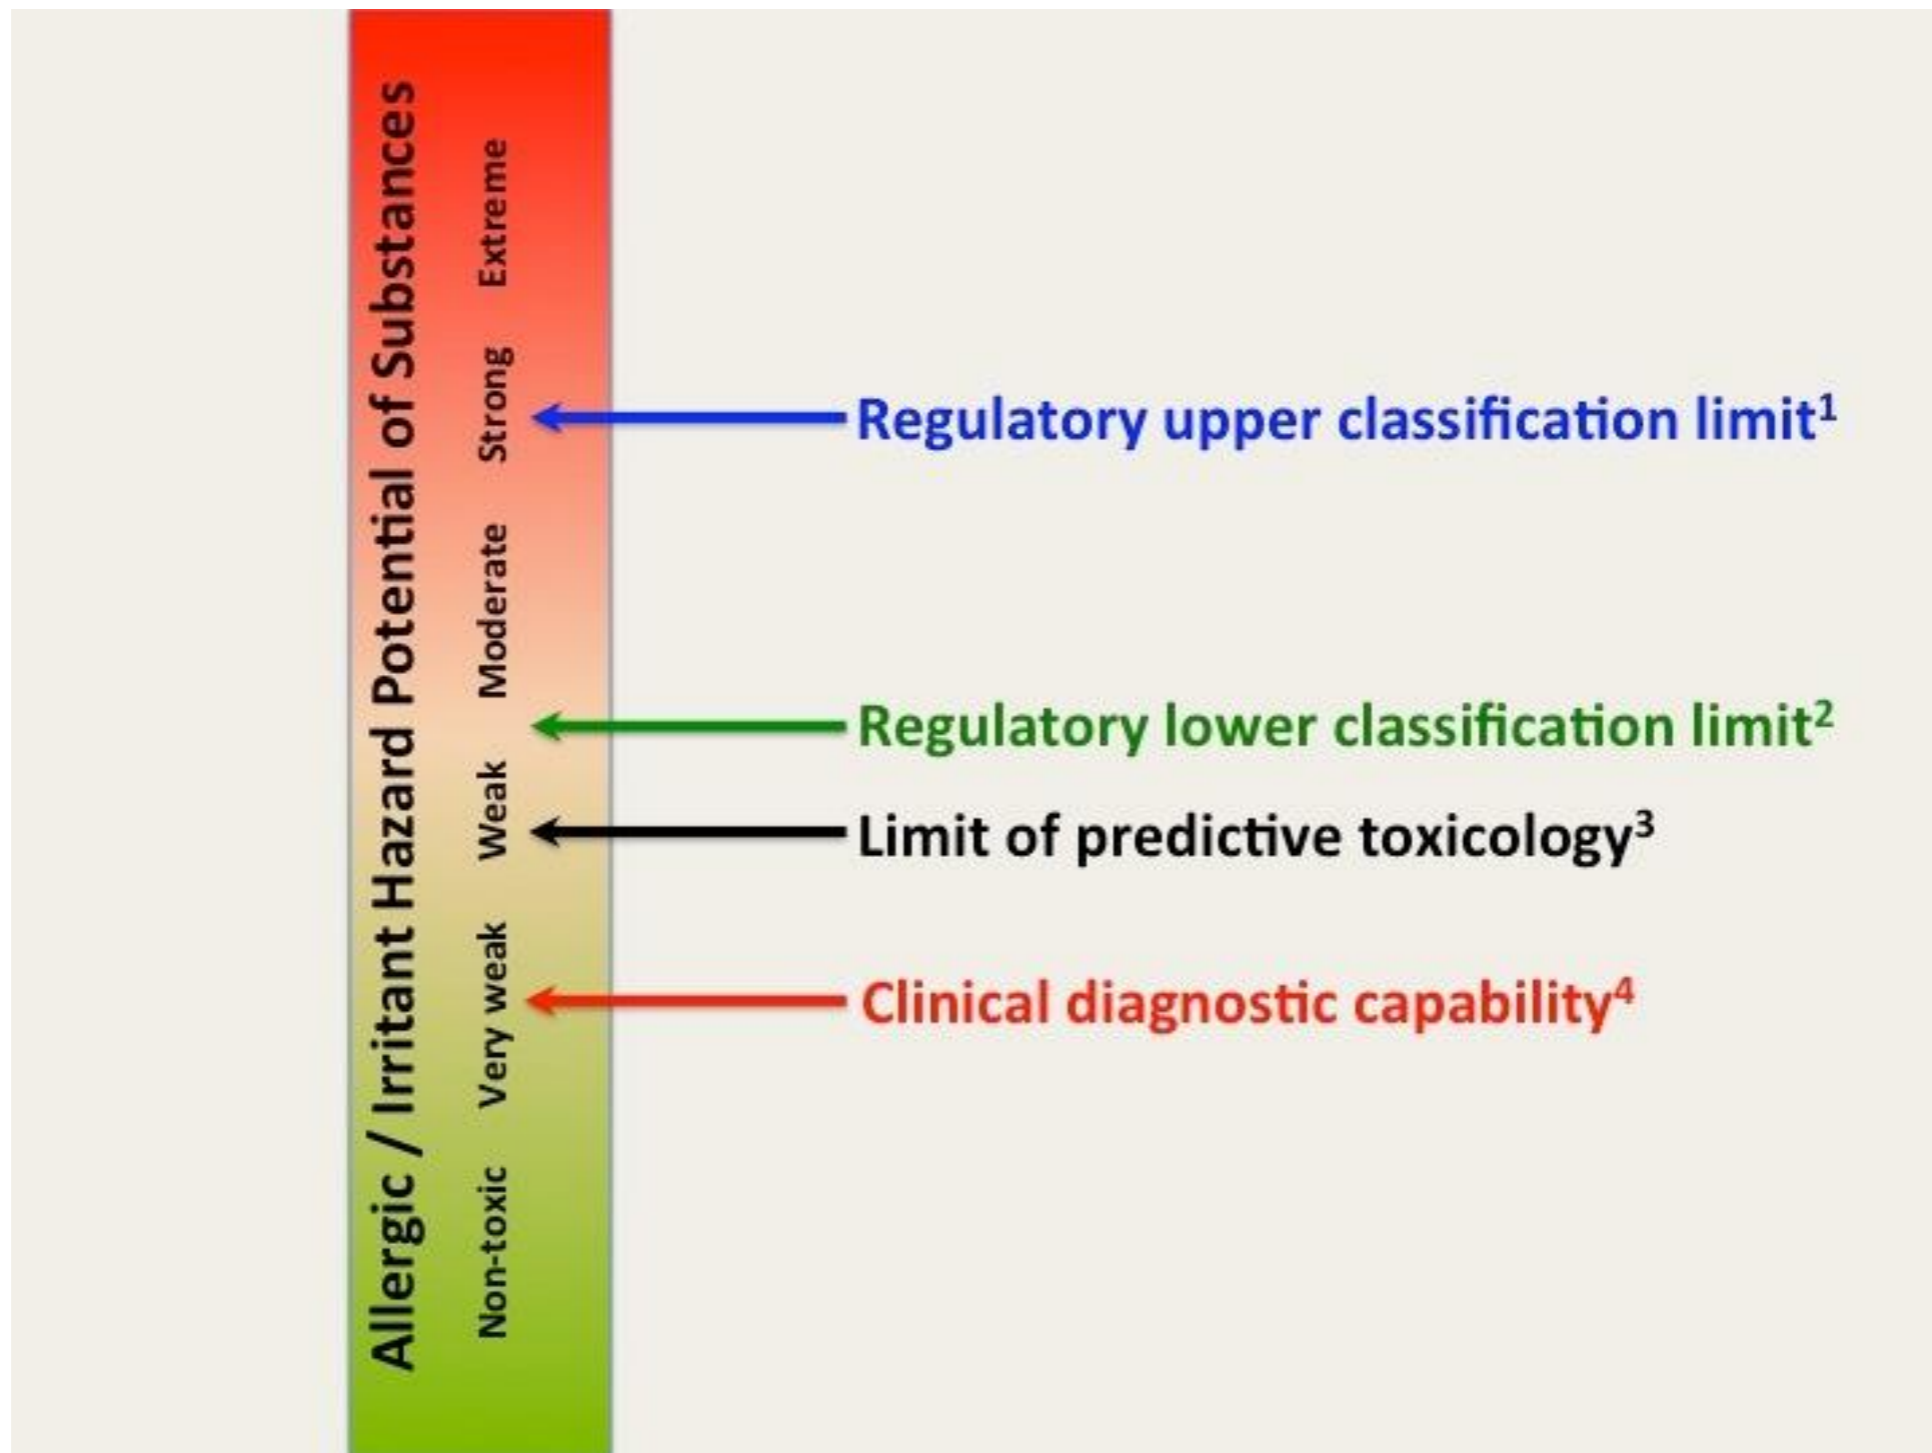 Allergic / Irritant Hazard Potential of Substances
Extreme
Strong
Moderate
Weak
Very weak
Non-toxic
Regulatory upper classification limit¹
Regulatory lower classification limit²
Limit of predictive toxicology³
Clinical diagnostic capability⁴